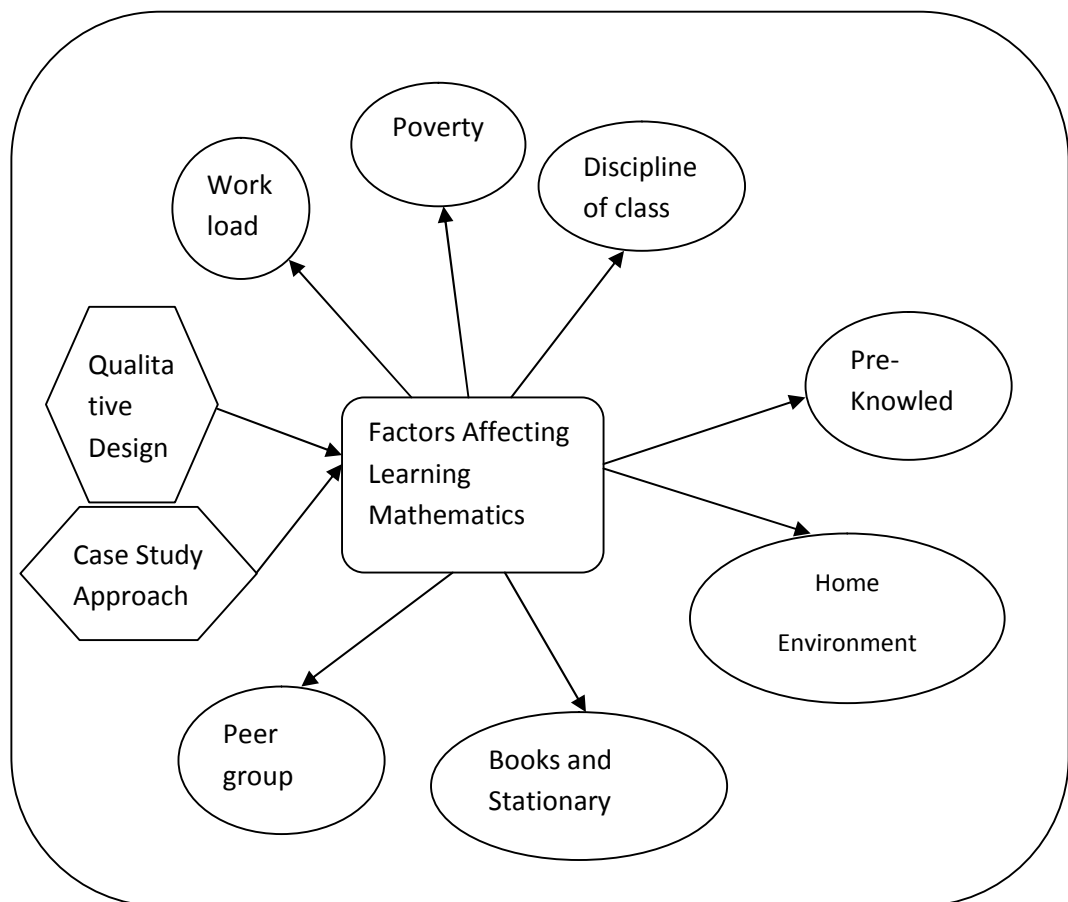 Poverty
Discipline
of class
Work
load
Pre-
Knowled
Qualita
tive
Design
Factors Affecting
Learning
Mathematics
Case Study
Approach
Home
Environment
Peer
group
Books and
Stationary